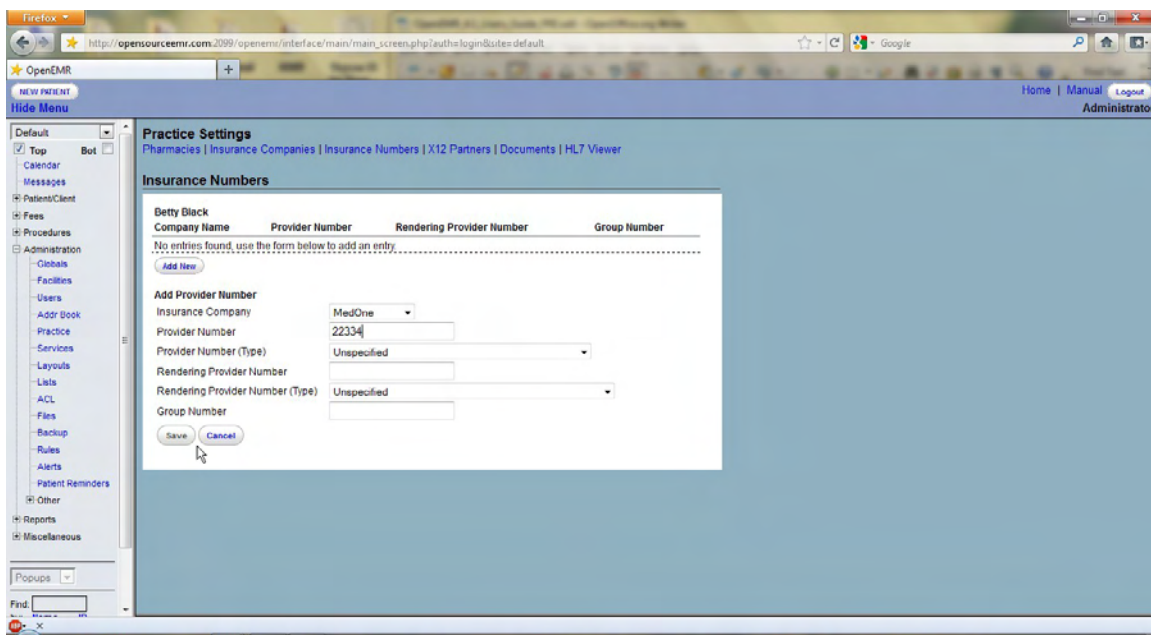 Firefox
http://opensourceemr.com:2099/openemr/interface/main/main_screen.php?auth=login&site=default
Google
OpenEMR
NEW PATIENT
Home | Manual Logout
Hide Menu
Administrato
Default
Top Bot
Calendar
Messages
Patient/Client
Fees
Procedures
Administration
Globals
Facilities
Users
Addr Book
Practice
Services
Layouts
Lists
ACL
Files
Backup
Rules
Alerts
Patient Reminders
Other
Reports
Miscellaneous
Popups
Find:
Practice Settings
Pharmacies | Insurance Companies | Insurance Numbers | X12 Partners | Documents | HL7 Viewer
Insurance Numbers
Betty Black
Company Name Provider Number Rendering Provider Number Group Number
No entries found, use the form below to add an entry.
Add New
Add Provider Number
Insurance Company MedOne
Provider Number 22334
Provider Number (Type) Unspecified
Rendering Provider Number
Rendering Provider Number (Type) Unspecified
Group Number
Save Cancel
ABP